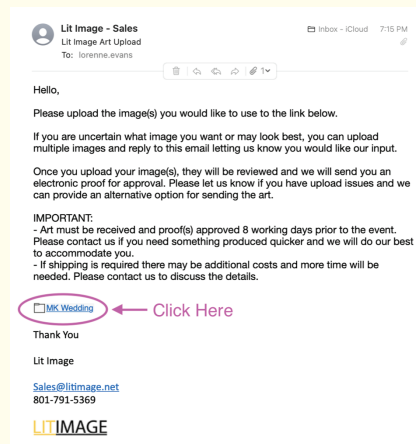 Lit Image - Sales
Inbox – iCloud 7:15 PM
Lit Image Art Upload
To: lorenne.evans
1
Hello,
Please upload the image(s) you would like to use to the link below.
If you are uncertain what image you want or may look best, you can upload
multiple images and reply to this email letting us know you would like our input.
Once you upload your image(s), they will be reviewed and we will send you an
electronic proof for approval. Please let us know if you have upload issues and we
can provide an alternative option for sending the art.
IMPORTANT:
- Art must be received and proof(s) approved 8 working days prior to the event.
Please contact us if you need something produced quicker and we will do our best
to accommodate you.
- If shipping is required there may be additional costs and more time will be
needed. Please contact us to discuss the details.
MK Wedding Click Here
Thank You
Lit Image
Sales@litimage.net
801-791-5369
LITIMAGE